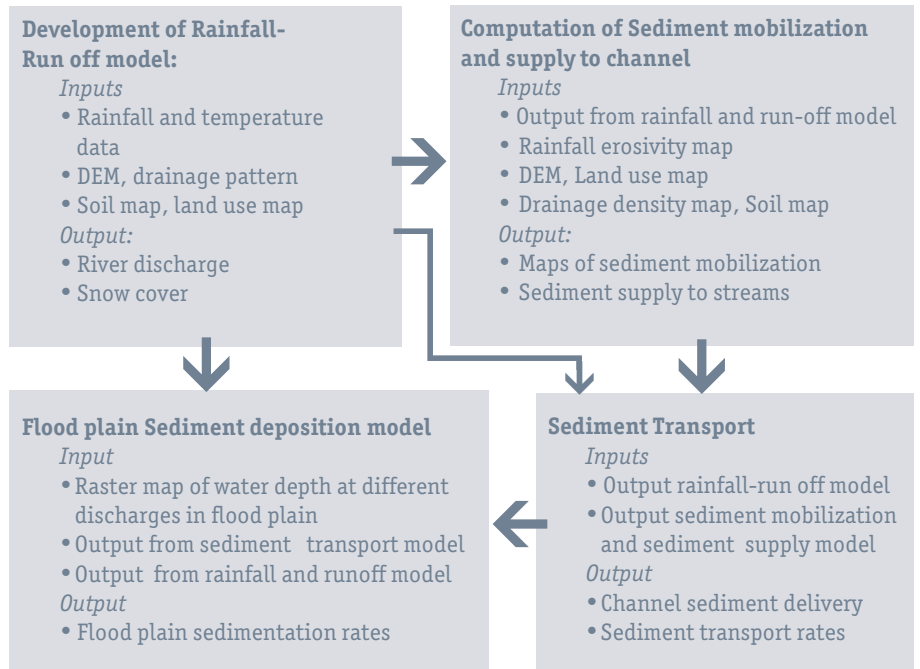 Development of Rainfall-
Run off model:
Inputs
• Rainfall and temperature
data
• DEM, drainage pattern
• Soil map, land use map
Output:
• River discharge
• Snow cover
Computation of Sediment mobilization
and supply to channel
Inputs
• Output from rainfall and run-off model
• Rainfall erosivity map
• DEM, Land use map
• Drainage density map, Soil map
Output:
• Maps of sediment mobilization
• Sediment supply to streams
Flood plain Sediment deposition model
Input
• Raster map of water depth at different
discharges in flood plain
• Output from sediment transport model
• Output from rainfall and runoff model
Output
• Flood plain sedimentation rates
Sediment Transport
Inputs
• Output rainfall-run off model
• Output sediment mobilization
and sediment supply model
Output
• Channel sediment delivery
• Sediment transport rates